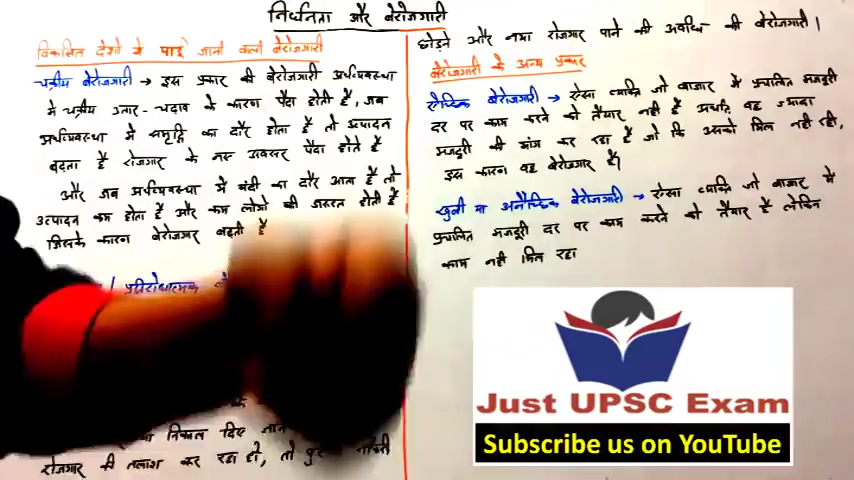 निर्धनता और बेरोजगारी
विकसित देशों में पाई जाने वाली बेरोजगारी
चक्रीय बेरोजगारी → इस प्रकार की बेरोजगारी अर्थव्यवस्था
में चक्रीय उतार-चढ़ाव के कारण पैदा होती है, जब
अर्थव्यवस्था में समृद्धि का दौर होता है तो उत्पादन
बढ़ता है रोजगार के नए अवसर पैदा होते हैं
और जब अर्थव्यवस्था में मंदी का दौर आता है तो
उत्पादन कम होता है और कम लोगों की जरूरत होती है
जिसके कारण बेरोजगार बढ़ती है
प्रतिरोधात्मक
निकाल दिए जाने
रोजगार की तलाश कर रहा हो, तो
छोड़ने और नया रोजगार पाने की अवधि की बेरोजगारी।
बेरोजगारी के अन्य प्रकार
ऐच्छिक बेरोजगारी → ऐसा व्यक्ति जो बाजार में प्रचलित मजदूरी
दर पर काम करने को तैयार नहीं है अर्थात् वह ज्यादा
मजदूरी की मांग कर रहा है जो कि उसको मिल नहीं रही,
इस कारण वह बेरोजगार है।
खुली या अनैच्छिक बेरोजगारी → ऐसा व्यक्ति जो बाजार में
प्रचलित मजदूरी दर पर काम करने को तैयार है लेकिन
काम नहीं मिल रहा
Just UPSC Exam
Subscribe us on YouTube